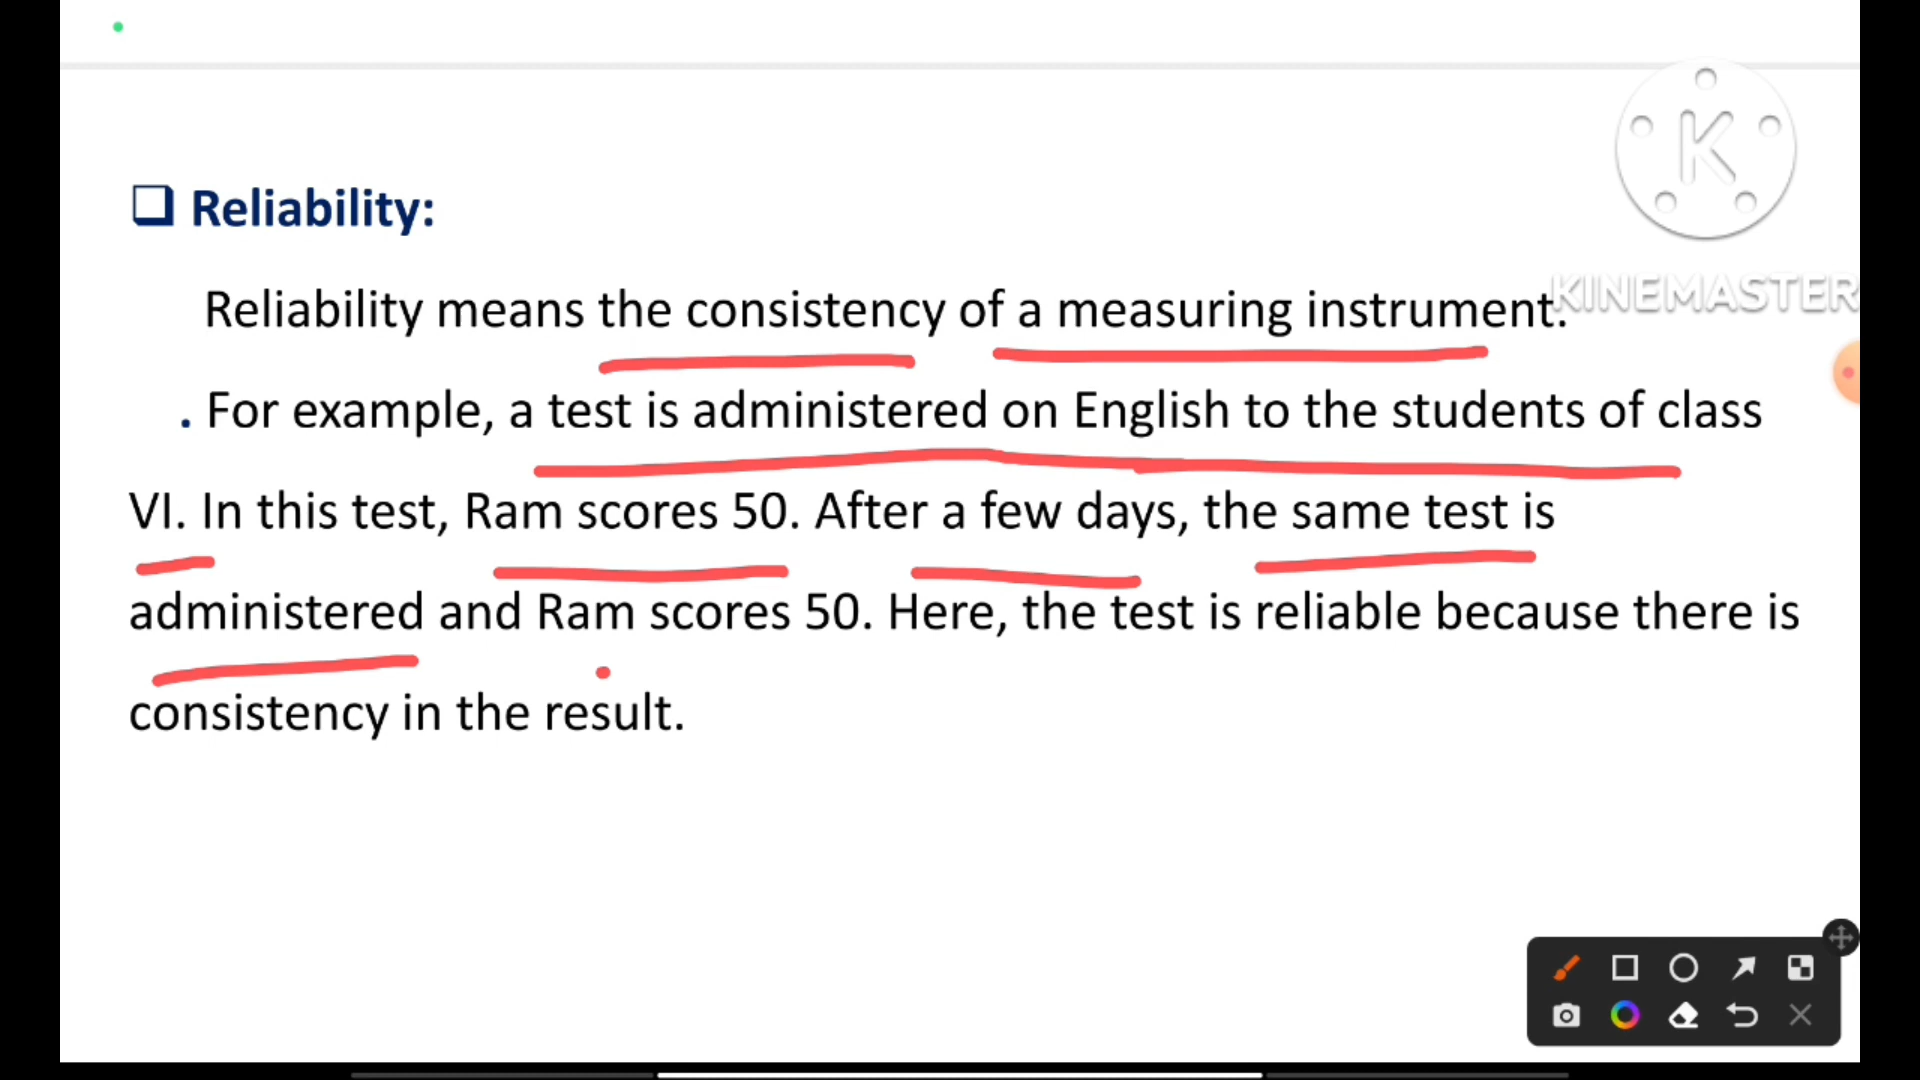 Reliability:
Reliability means the consistency of a measuring instrument.
KINEMASTER
. For example, a test is administered on English to the students of class
VI. In this test, Ram scores 50. After a few days, the same test is
administered and Ram scores 50. Here, the test is reliable because there is
consistency in the result.